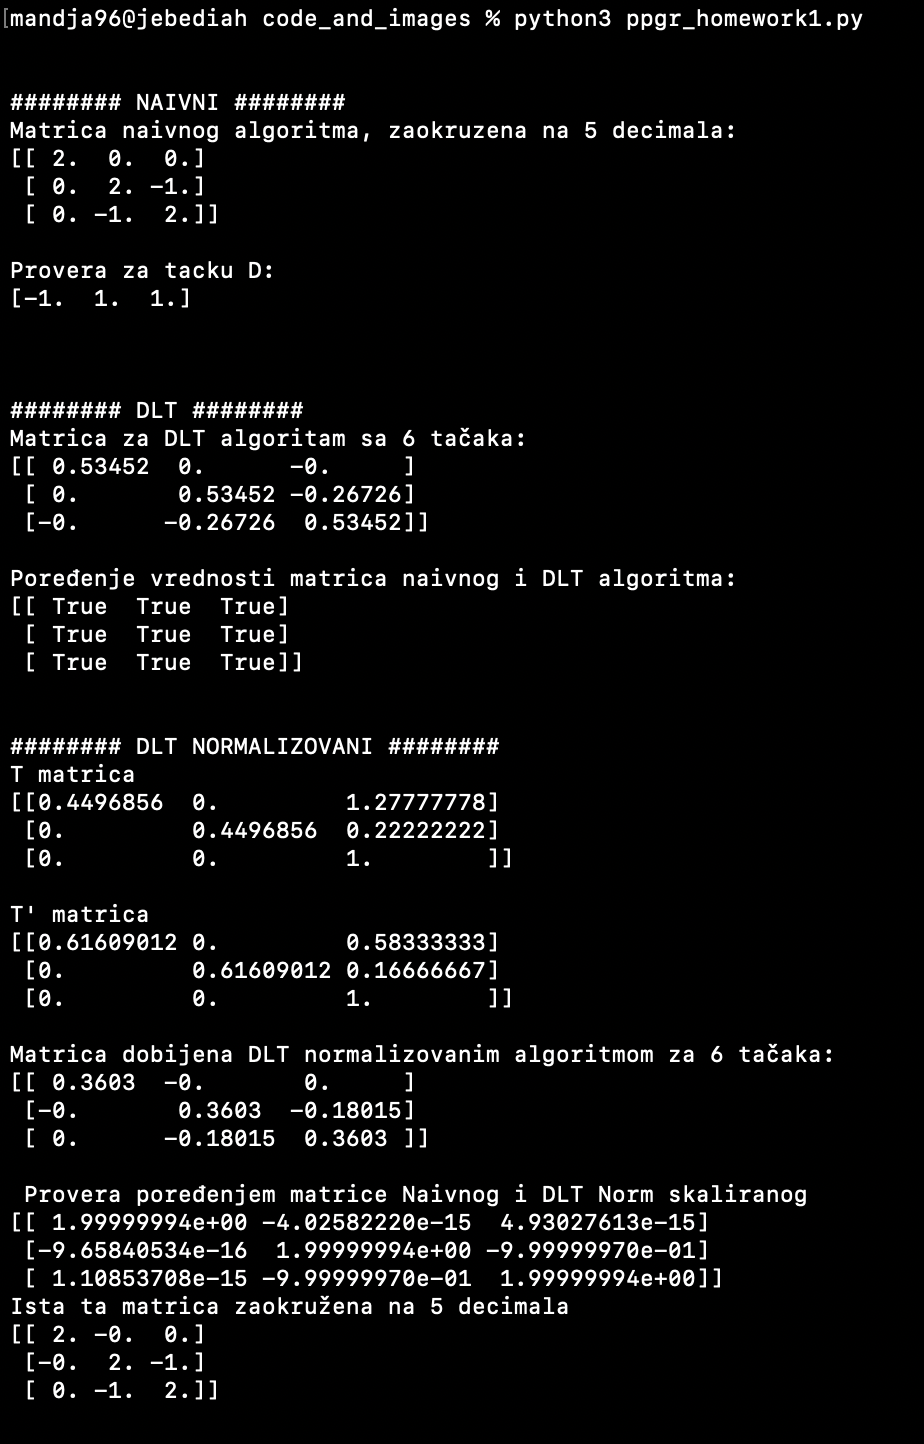 [mandja96@jebediah code_and_images % python3 ppgr_homework1.py
######## NAIVNI ########
Matrica naivnog algoritma, zaokruzena na 5 decimala:
[[ 2.  0.  0.]
 [ 0.  2. -1.]
 [ 0. -1.  2.]]
Provera za tacku D:
[-1.  1.  1.]
######## DLT ########
Matrica za DLT algoritam sa 6 tačaka:
[[ 0.53452  0.      -0.     ]
 [ 0.       0.53452 -0.26726]
 [-0.      -0.26726  0.53452]]
Poređenje vrednosti matrica naivnog i DLT algoritma:
[[ True  True  True]
 [ True  True  True]
 [ True  True  True]]
######## DLT NORMALIZOVANI ########
T matrica
[[0.4496856  0.         1.27777778]
 [0.         0.4496856  0.22222222]
 [0.         0.         1.        ]]
T' matrica
[[0.61609012 0.         0.58333333]
 [0.         0.61609012 0.16666667]
 [0.         0.         1.        ]]
Matrica dobijena DLT normalizovanim algoritmom za 6 tačaka:
[[ 0.3603  -0.       0.     ]
 [-0.       0.3603  -0.18015]
 [ 0.      -0.18015  0.3603 ]]
 Provera poređenjem matrice Naivnog i DLT Norm skaliranog
[[ 1.99999994e+00 -4.02582220e-15  4.93027613e-15]
 [-9.65840534e-16  1.99999994e+00 -9.99999970e-01]
 [ 1.10853708e-15 -9.99999970e-01  1.99999994e+00]]
Ista ta matrica zaokružena na 5 decimala
[[ 2. -0.  0.]
 [-0.  2. -1.]
 [ 0. -1.  2.]]